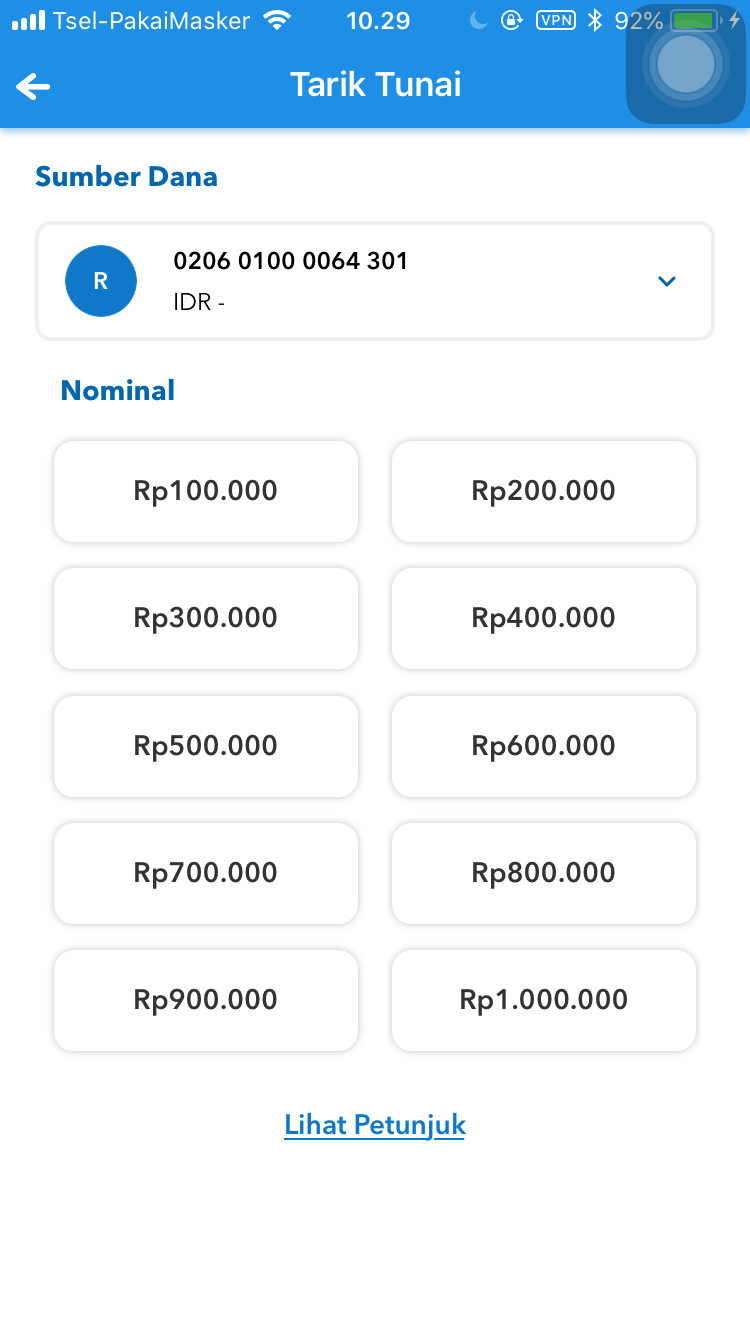 Tsel-PakaiMasker 10.29 VPN 92%
Tarik Tunai
Sumber Dana
R
0206 0100 0064 301
IDR -
Nominal
Rp100.000 Rp200.000
Rp300.000 Rp400.000
Rp500.000 Rp600.000
Rp700.000 Rp800.000
Rp900.000 Rp1.000.000
Lihat Petunjuk